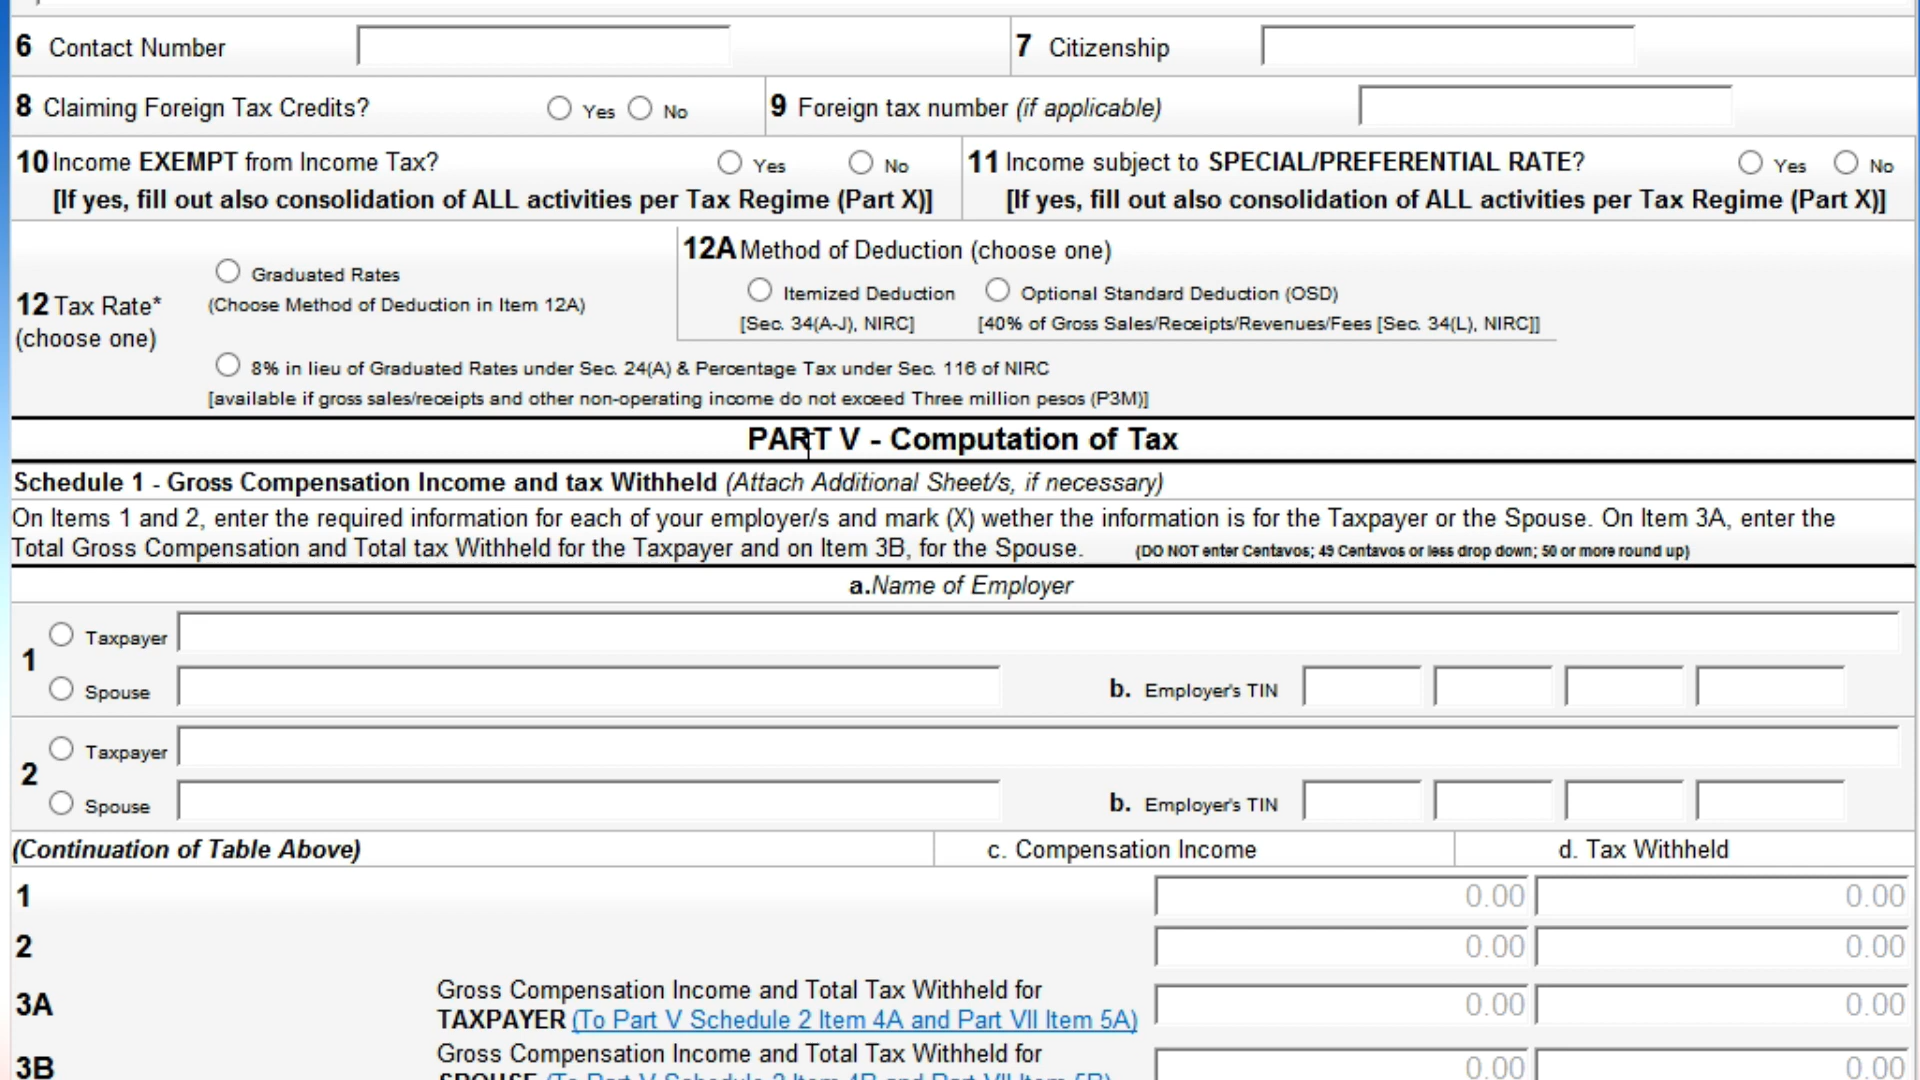 6 Contact Number 7 Citizenship
8 Claiming Foreign Tax Credits? Yes No 9 Foreign tax number (if applicable)
10 Income EXEMPT from Income Tax? Yes No 11 Income subject to SPECIAL/PREFERENTIAL RATE? Yes No
[If yes, fill out also consolidation of ALL activities per Tax Regime (Part X)] [If yes, fill out also consolidation of ALL activities per Tax Regime (Part X)]
12A Method of Deduction (choose one)
Graduated Rates
Itemized Deduction Optional Standard Deduction (OSD)
12 Tax Rate* (Choose Method of Deduction in Item 12A)
[Sec. 34(A-J), NIRC] [40% of Gross Sales/Receipts/Revenues/Fees [Sec. 34(L), NIRC]]
(choose one)
8% in lieu of Graduated Rates under Sec. 24(A) & Percentage Tax under Sec. 116 of NIRC
[available if gross sales/receipts and other non-operating income do not exceed Three million pesos (P3M)]
PART V - Computation of Tax
Schedule 1 - Gross Compensation Income and tax Withheld (Attach Additional Sheet/s, if necessary)
On Items 1 and 2, enter the required information for each of your employer/s and mark (X) wether the information is for the Taxpayer or the Spouse. On Item 3A, enter the
Total Gross Compensation and Total tax Withheld for the Taxpayer and on Item 3B, for the Spouse. (DO NOT enter Centavos; 49 Centavos or less drop down; 50 or more round up)
a.Name of Employer
Taxpayer
1
Spouse b. Employer's TIN
Taxpayer
2
Spouse b. Employer's TIN
(Continuation of Table Above) c. Compensation Income d. Tax Withheld
1 0.00 0.00
2 0.00 0.00
Gross Compensation Income and Total Tax Withheld for
3A 0.00 0.00
TAXPAYER (To Part V Schedule 2 Item 4A and Part VII Item 5A)
Gross Compensation Income and Total Tax Withheld for
3B 0.00 0.00
SPOUSE (To Part V Schedule 2 Item 4B and Part VII Item 5B)